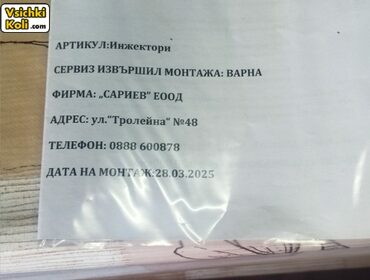 Vsichki
Koli.com
АРТИКУЛ:Инжектори
СЕРВИЗ ИЗВЪРШИЛ МОНТАЖА: ВАРНА
ФИРМА: „САРИЕВ” ЕООД
АДРЕС: ул.“Тролейна” №48
ТЕЛЕФОН: 0888 600878
ДАТА НА МОНТАЖ:28.03.2025